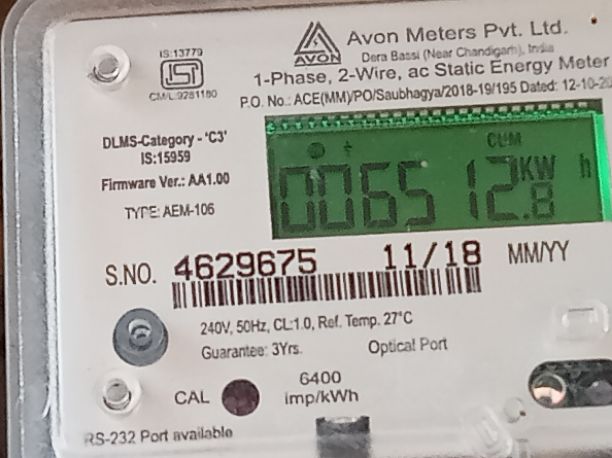 IS:13779
ISI
CM/L:9281180
AVON
Avon Meters Pvt. Ltd.
Dera Bassi (Near Chandigarh), India
1-Phase, 2-Wire, ac Static Energy Meter
P.O. No.: ACE(MM)/PO/Saubhagya/2018-19/195 Dated: 12-10-20
DLMS-Category - 'C3'
IS:15959
Firmware Ver.: AA1.00
TYPE: AEM-106
CUM
006512.8 KW h
S.NO. 4629675 11/18 MM/YY
240V, 50Hz, CL:1.0, Ref. Temp. 27°C
Guarantee: 3Yrs. Optical Port
CAL 6400
imp/kWh
RS-232 Port available